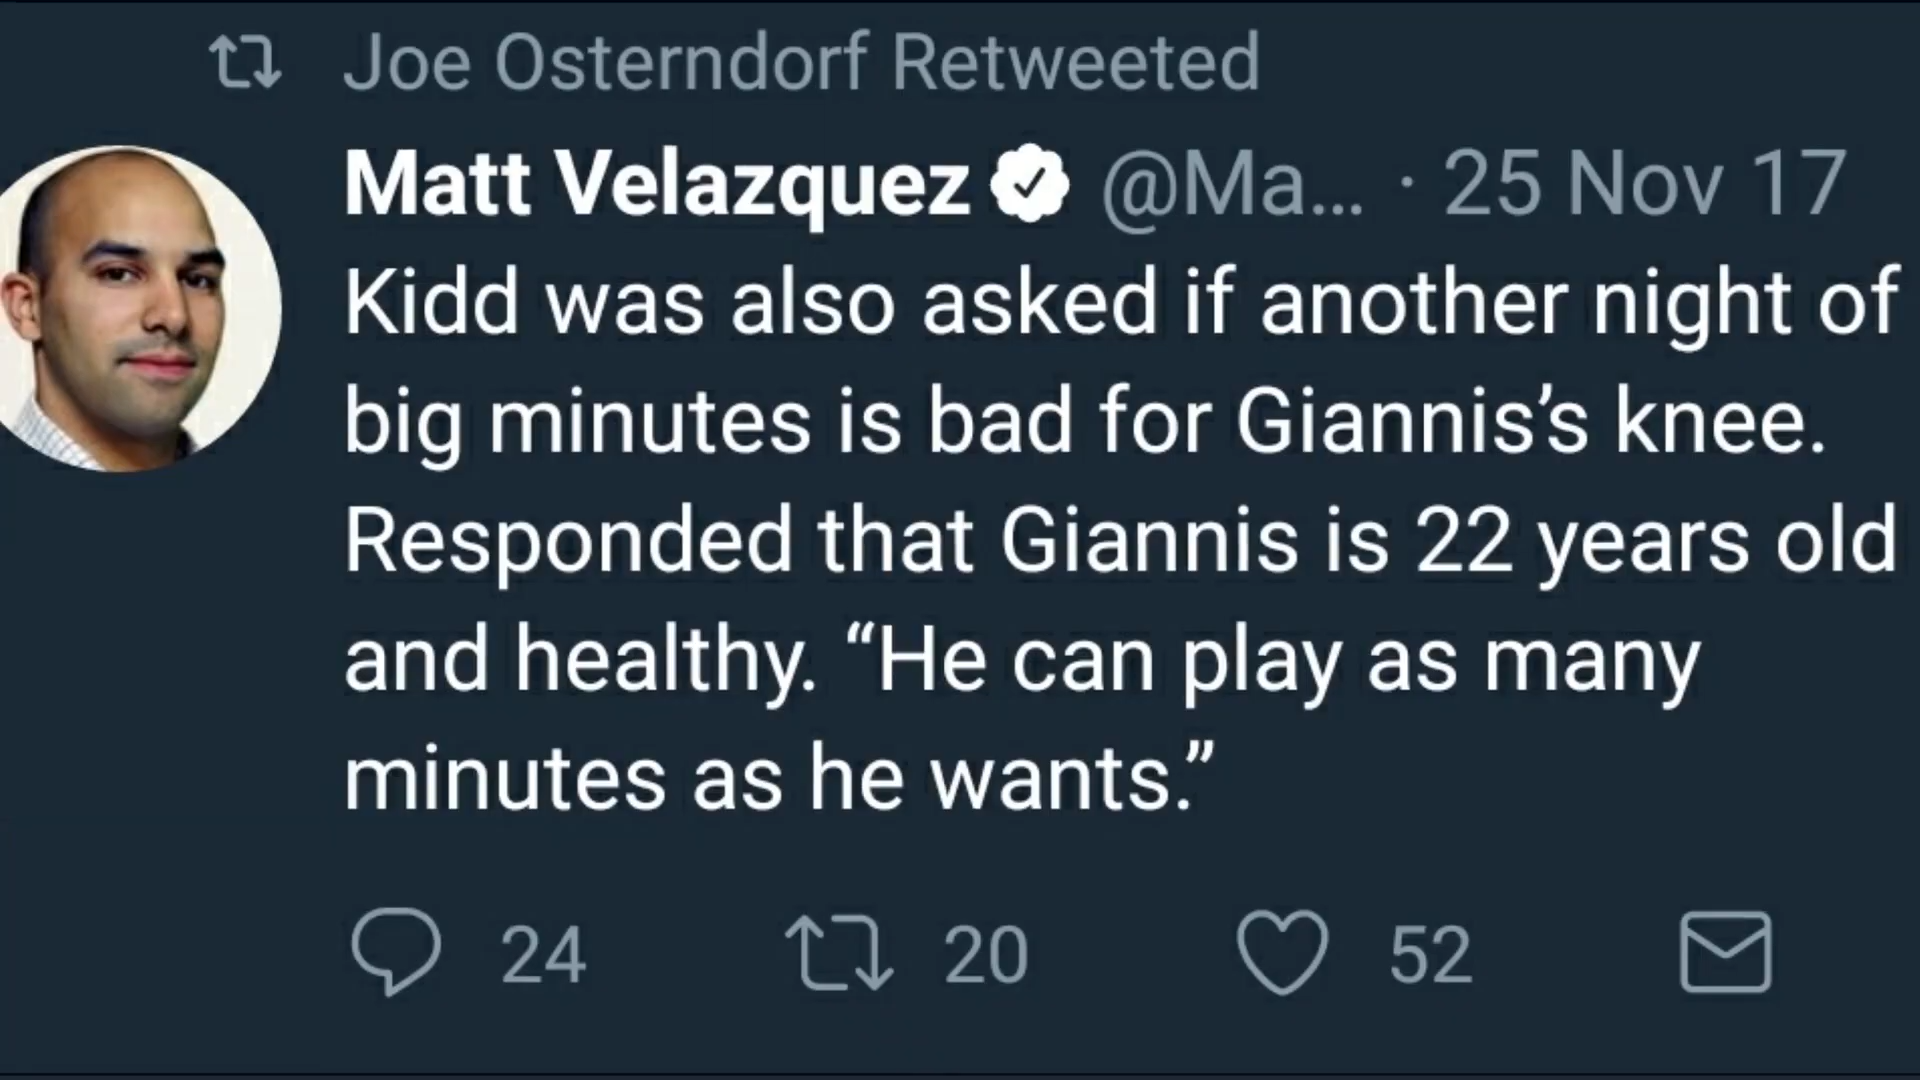 Joe Osterndorf Retweeted
Matt Velazquez @Ma... · 25 Nov 17
Kidd was also asked if another night of
big minutes is bad for Giannis’s knee.
Responded that Giannis is 22 years old
and healthy. “He can play as many
minutes as he wants.”
24 20 52